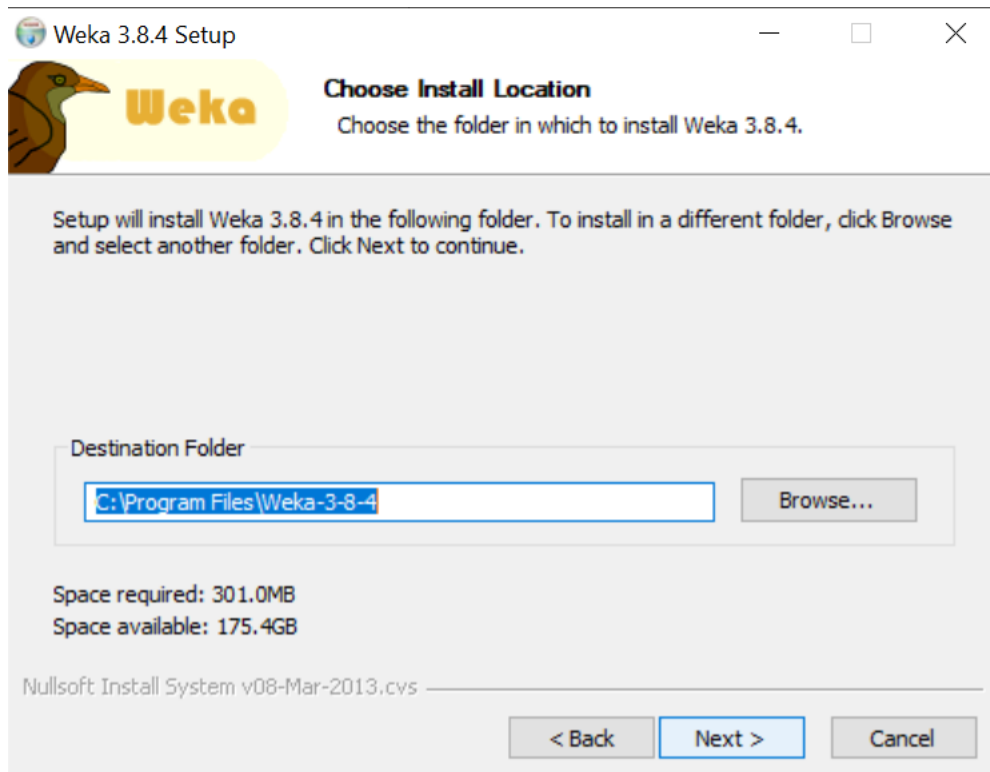 Weka 3.8.4 Setup
Weka
Choose Install Location
Choose the folder in which to install Weka 3.8.4.
Setup will install Weka 3.8.4 in the following folder. To install in a different folder, click Browse
and select another folder. Click Next to continue.
Destination Folder
C:\Program Files\Weka-3-8-4
Browse...
Space required: 301.0MB
Space available: 175.4GB
Nullsoft Install System v08-Mar-2013.cvs
< Back Next > Cancel